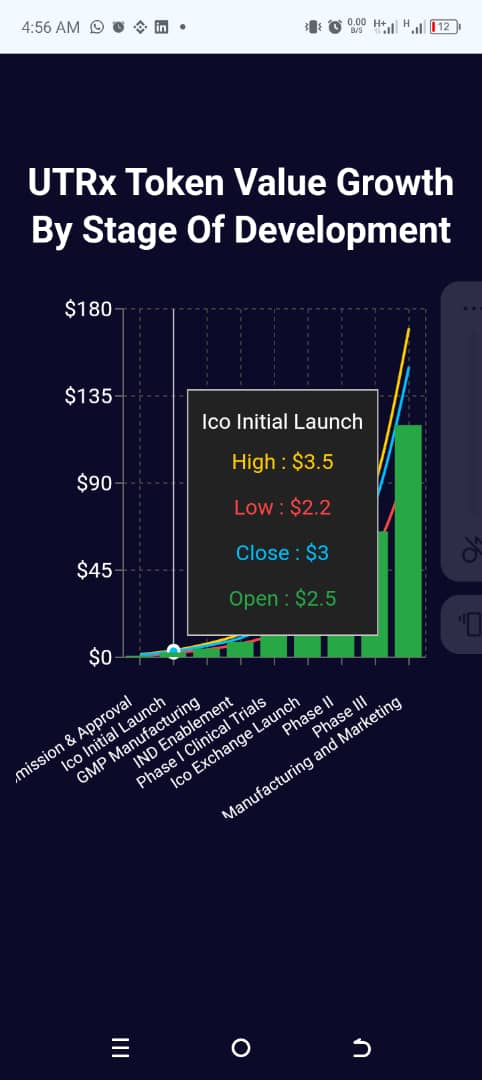 4:56 AM
0.00
B/S
H+
H
12
UTRx Token Value Growth
By Stage Of Development
$180
$135
$90
$45
$0
Ico Initial Launch
High : $3.5
Low : $2.2
Close : $3
Open : $2.5
mission & Approval
Ico Initial Launch
GMP Manufacturing
IND Enablement
Phase I Clinical Trials
Ico Exchange Launch
Phase II
Phase III
Manufacturing and Marketing